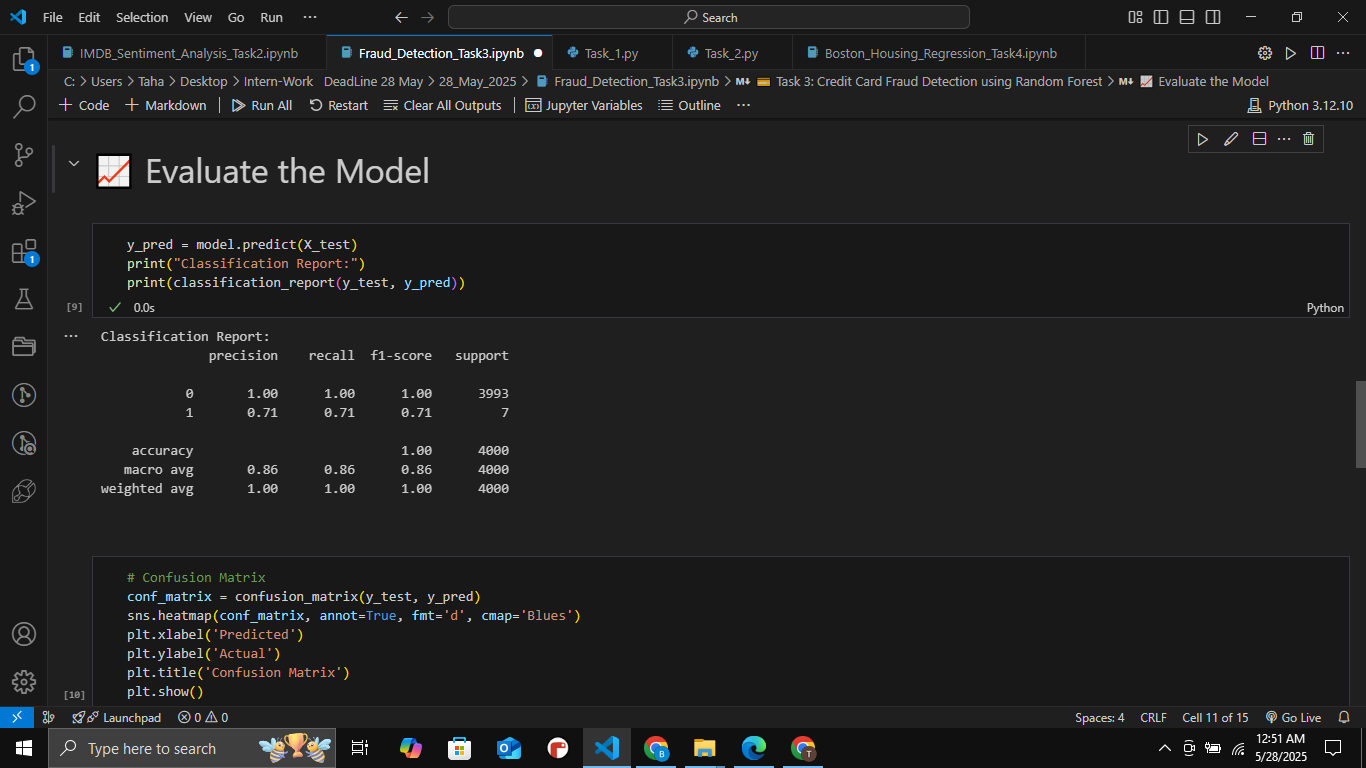 File Edit Selection View Go Run ··· Search
IMDB_Sentiment_Analysis_Task2.ipynb Fraud_Detection_Task3.ipynb Task_1.py Task_2.py Boston_Housing_Regression_Task4.ipynb
C: > Users > Taha > Desktop > Intern-Work DeadLine 28 May > 28_May_2025 > Fraud_Detection_Task3.ipynb > M↓ Task 3: Credit Card Fraud Detection using Random Forest > M↓ Evaluate the Model
+ Code + Markdown Run All Restart Clear All Outputs Jupyter Variables Outline ··· Python 3.12.10
Evaluate the Model
y_pred = model.predict(X_test)
print("Classification Report:")
print(classification_report(y_test, y_pred))
[9] 0.0s Python
··· Classification Report:
precision recall f1-score support
0 1.00 1.00 1.00 3993
1 0.71 0.71 0.71 7
accuracy 1.00 4000
macro avg 0.86 0.86 0.86 4000
weighted avg 1.00 1.00 1.00 4000
# Confusion Matrix
conf_matrix = confusion_matrix(y_test, y_pred)
sns.heatmap(conf_matrix, annot=True, fmt='d', cmap='Blues')
plt.xlabel('Predicted')
plt.ylabel('Actual')
plt.title('Confusion Matrix')
plt.show()
[10]
1
1
Launchpad 0 0 Spaces: 4 CRLF Cell 11 of 15 Go Live
Type here to search B T 12:51 AM
5/28/2025